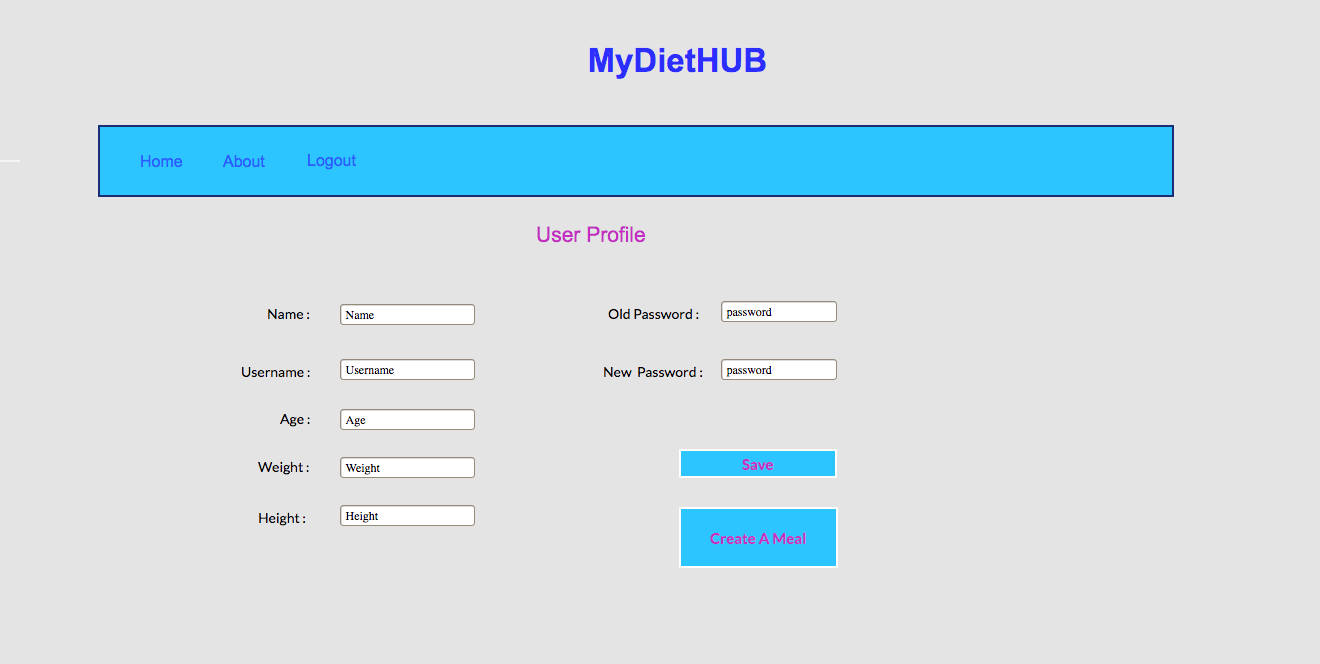 MyDietHUB
Home About Logout
User Profile
Name : Name
Old Password : password
Username : Username
New Password : password
Age : Age
Weight : Weight
Save
Height : Height
Create A Meal